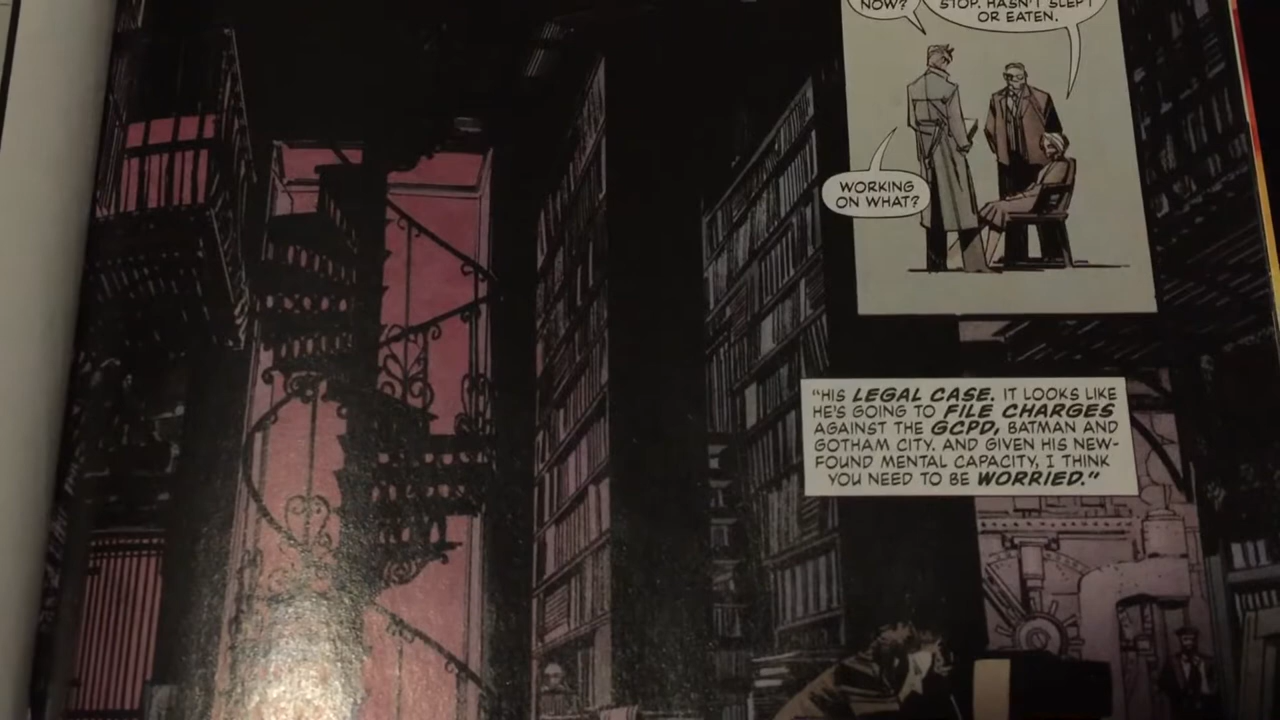 NOW?
STOP. HASN'T SLEPT
OR EATEN.
WORKING
ON WHAT?
"HIS LEGAL CASE. IT LOOKS LIKE
HE'S GOING TO FILE CHARGES
AGAINST THE GCPD, BATMAN AND
GOTHAM CITY. AND GIVEN HIS NEW-
FOUND MENTAL CAPACITY, I THINK
YOU NEED TO BE WORRIED."